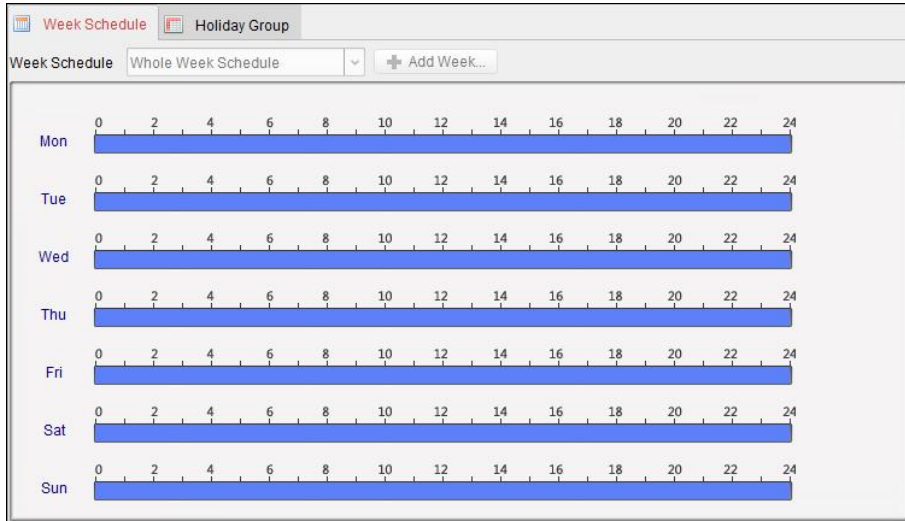 Week Schedule Holiday Group
Week Schedule Whole Week Schedule Add Week...
0 2 4 6 8 10 12 14 16 18 20 22 24
Mon
0 2 4 6 8 10 12 14 16 18 20 22 24
Tue
0 2 4 6 8 10 12 14 16 18 20 22 24
Wed
0 2 4 6 8 10 12 14 16 18 20 22 24
Thu
0 2 4 6 8 10 12 14 16 18 20 22 24
Fri
0 2 4 6 8 10 12 14 16 18 20 22 24
Sat
0 2 4 6 8 10 12 14 16 18 20 22 24
Sun